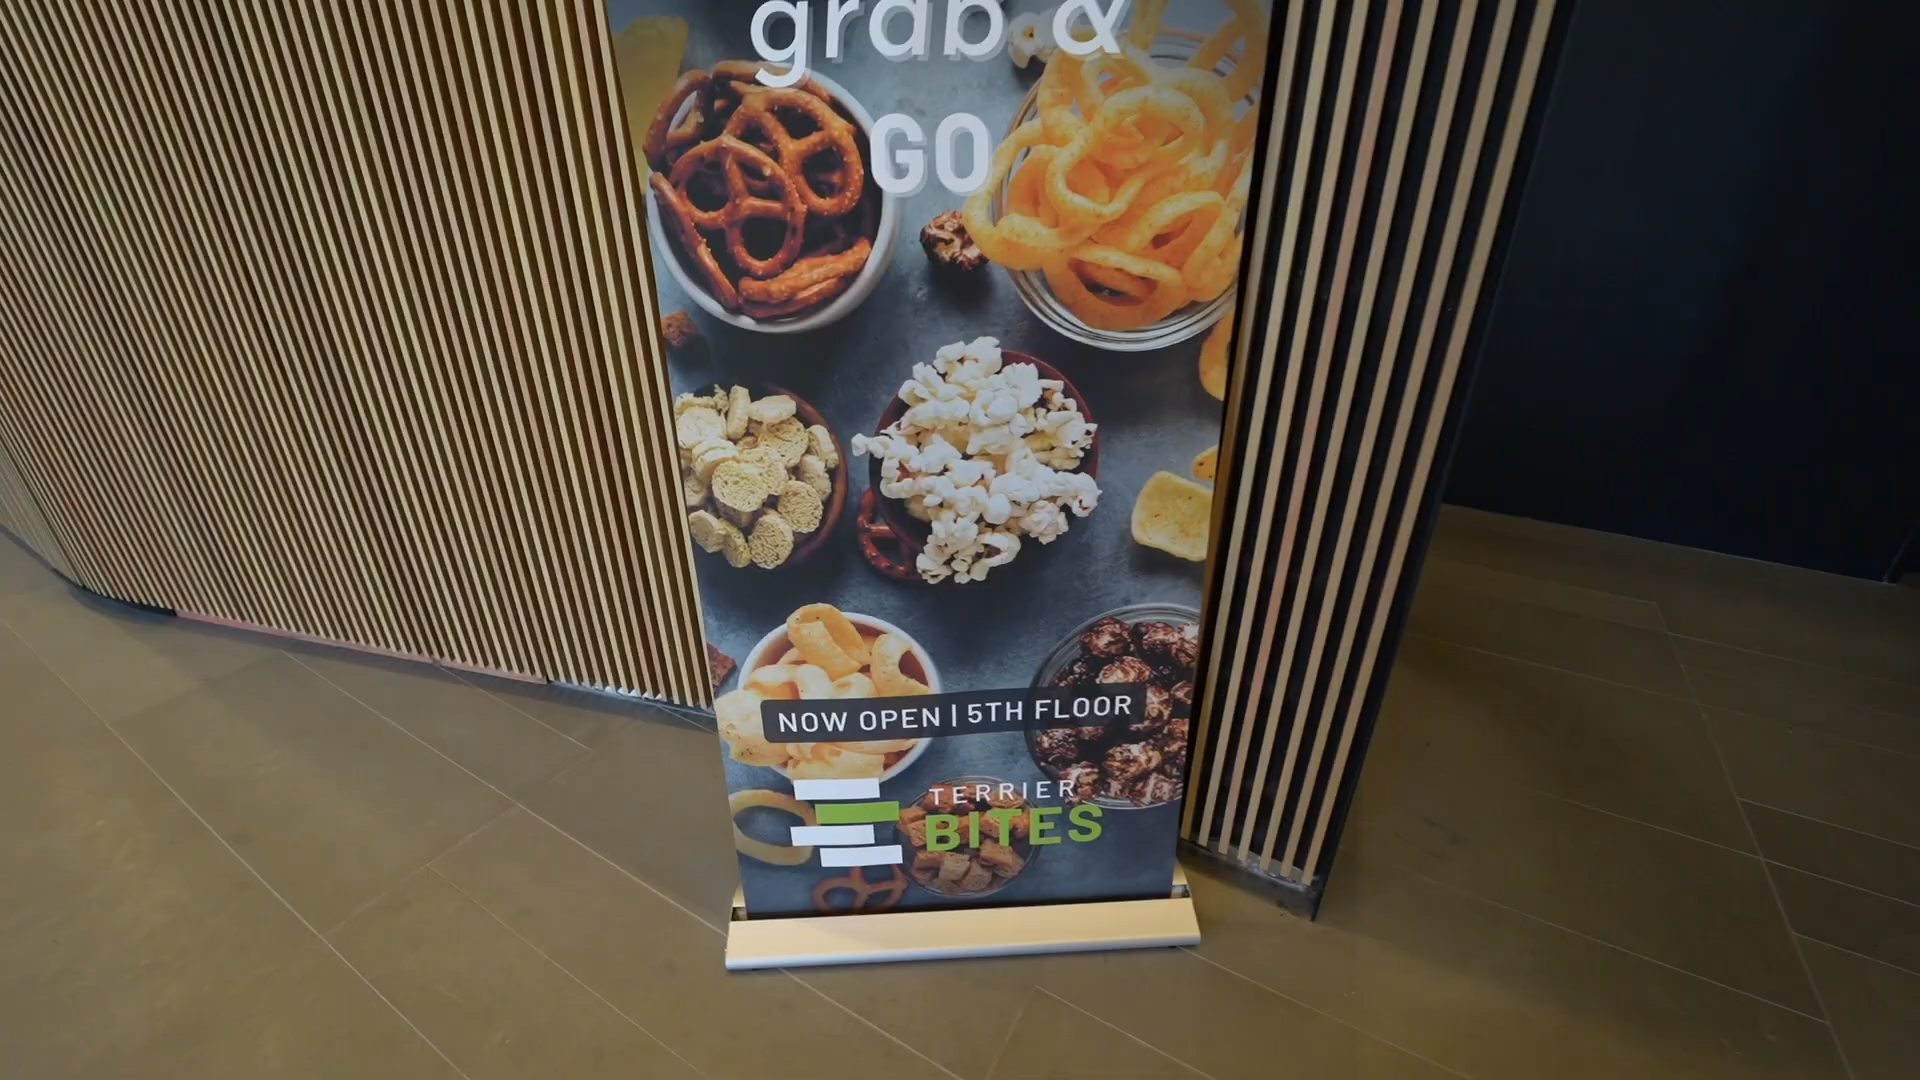 grab &
GO
NOW OPEN | 5TH FLOOR
TERRIER
BITES